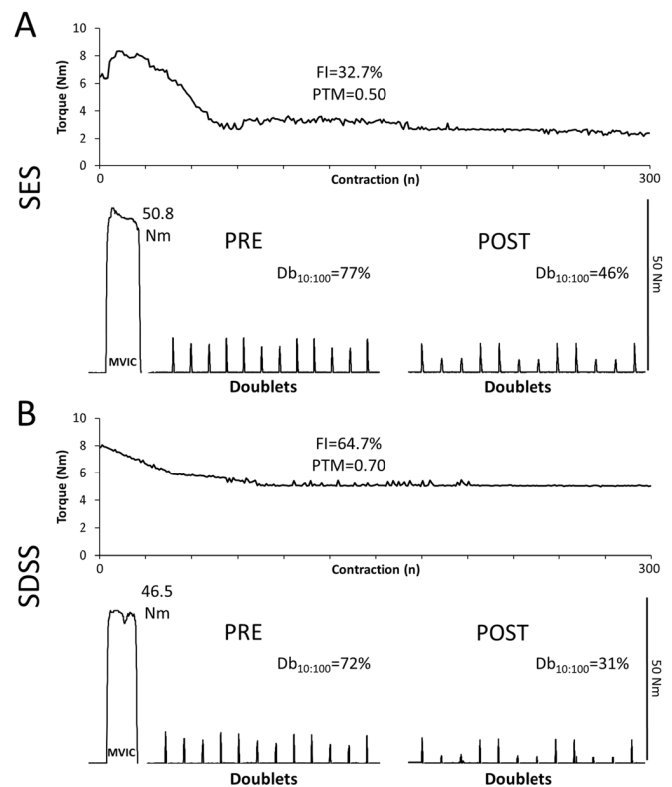 A
SES
Torque (Nm)
10
8
6
4
2
0
FI=32.7%
PTM=0.50
0
Contraction (n)
300
50.8
Nm
MVIC
PRE
Db10:100=77%
POST
Db10:100=46%
50 Nm
Doublets
Doublets
B
SDSS
Torque (Nm)
10
8
6
4
2
0
FI=64.7%
PTM=0.70
0
Contraction (n)
300
46.5
Nm
MVIC
PRE
Db10:100=72%
POST
Db10:100=31%
50 Nm
Doublets
Doublets